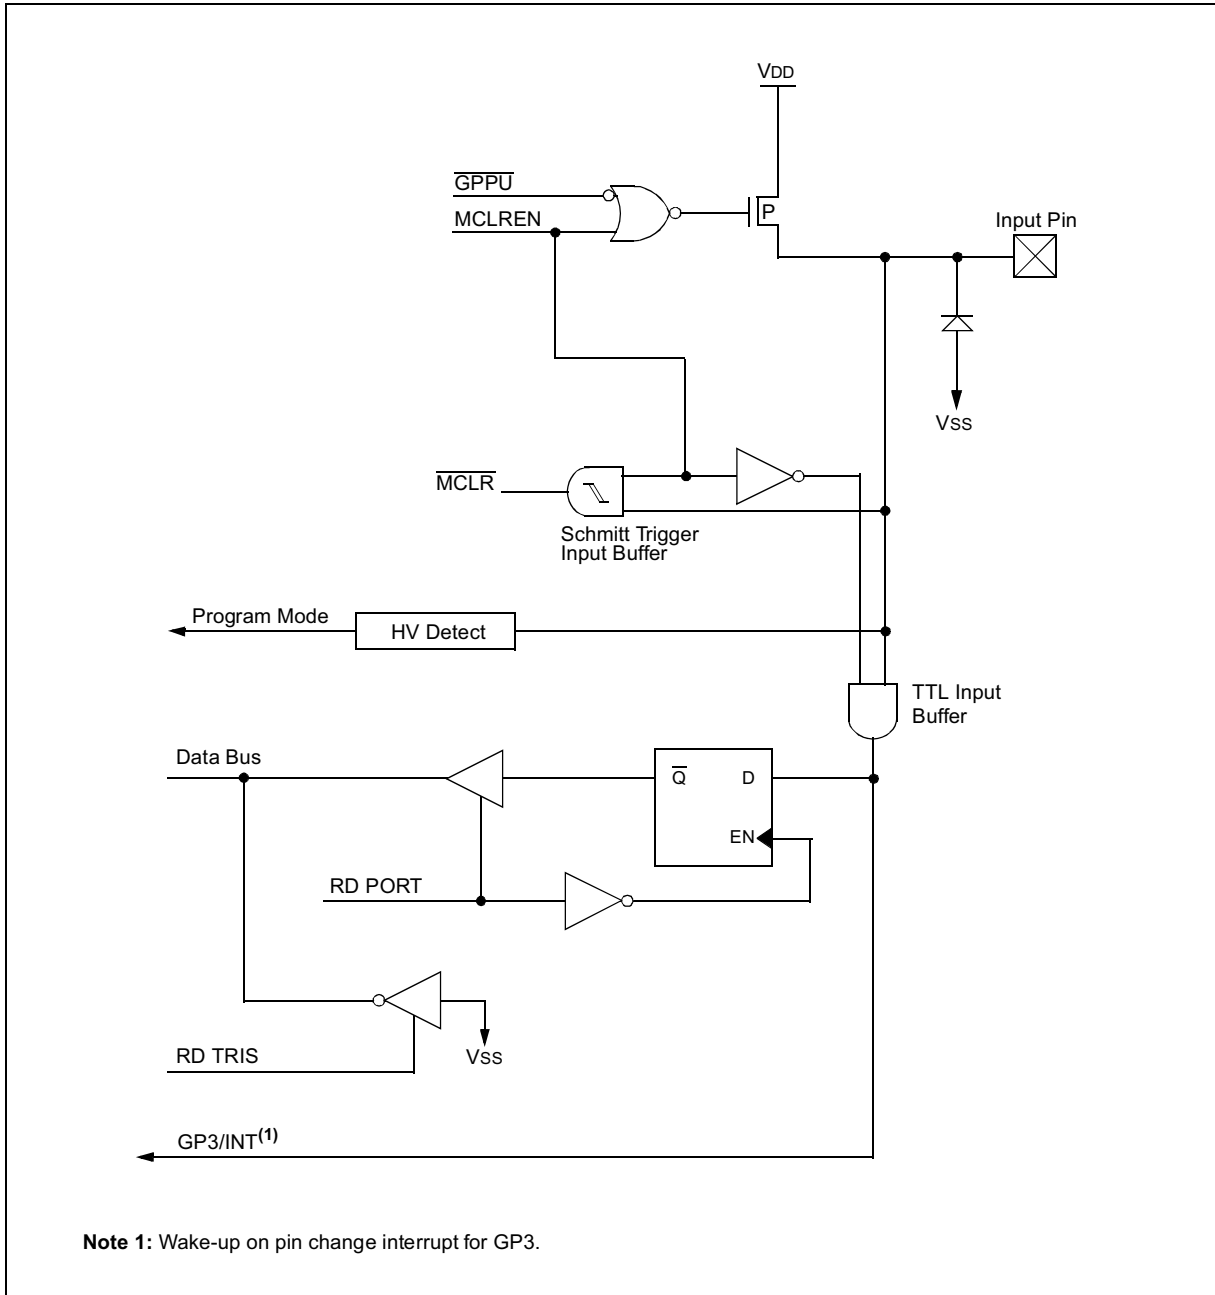 VDD
GPPU
MCLREN
P
Input Pin
VSS
MCLR
Schmitt Trigger
Input Buffer
Program Mode
HV Detect
TTL Input
Buffer
Data Bus
Q D
EN
RD PORT
RD TRIS
VSS
GP3/INT(1)
Note 1: Wake-up on pin change interrupt for GP3.